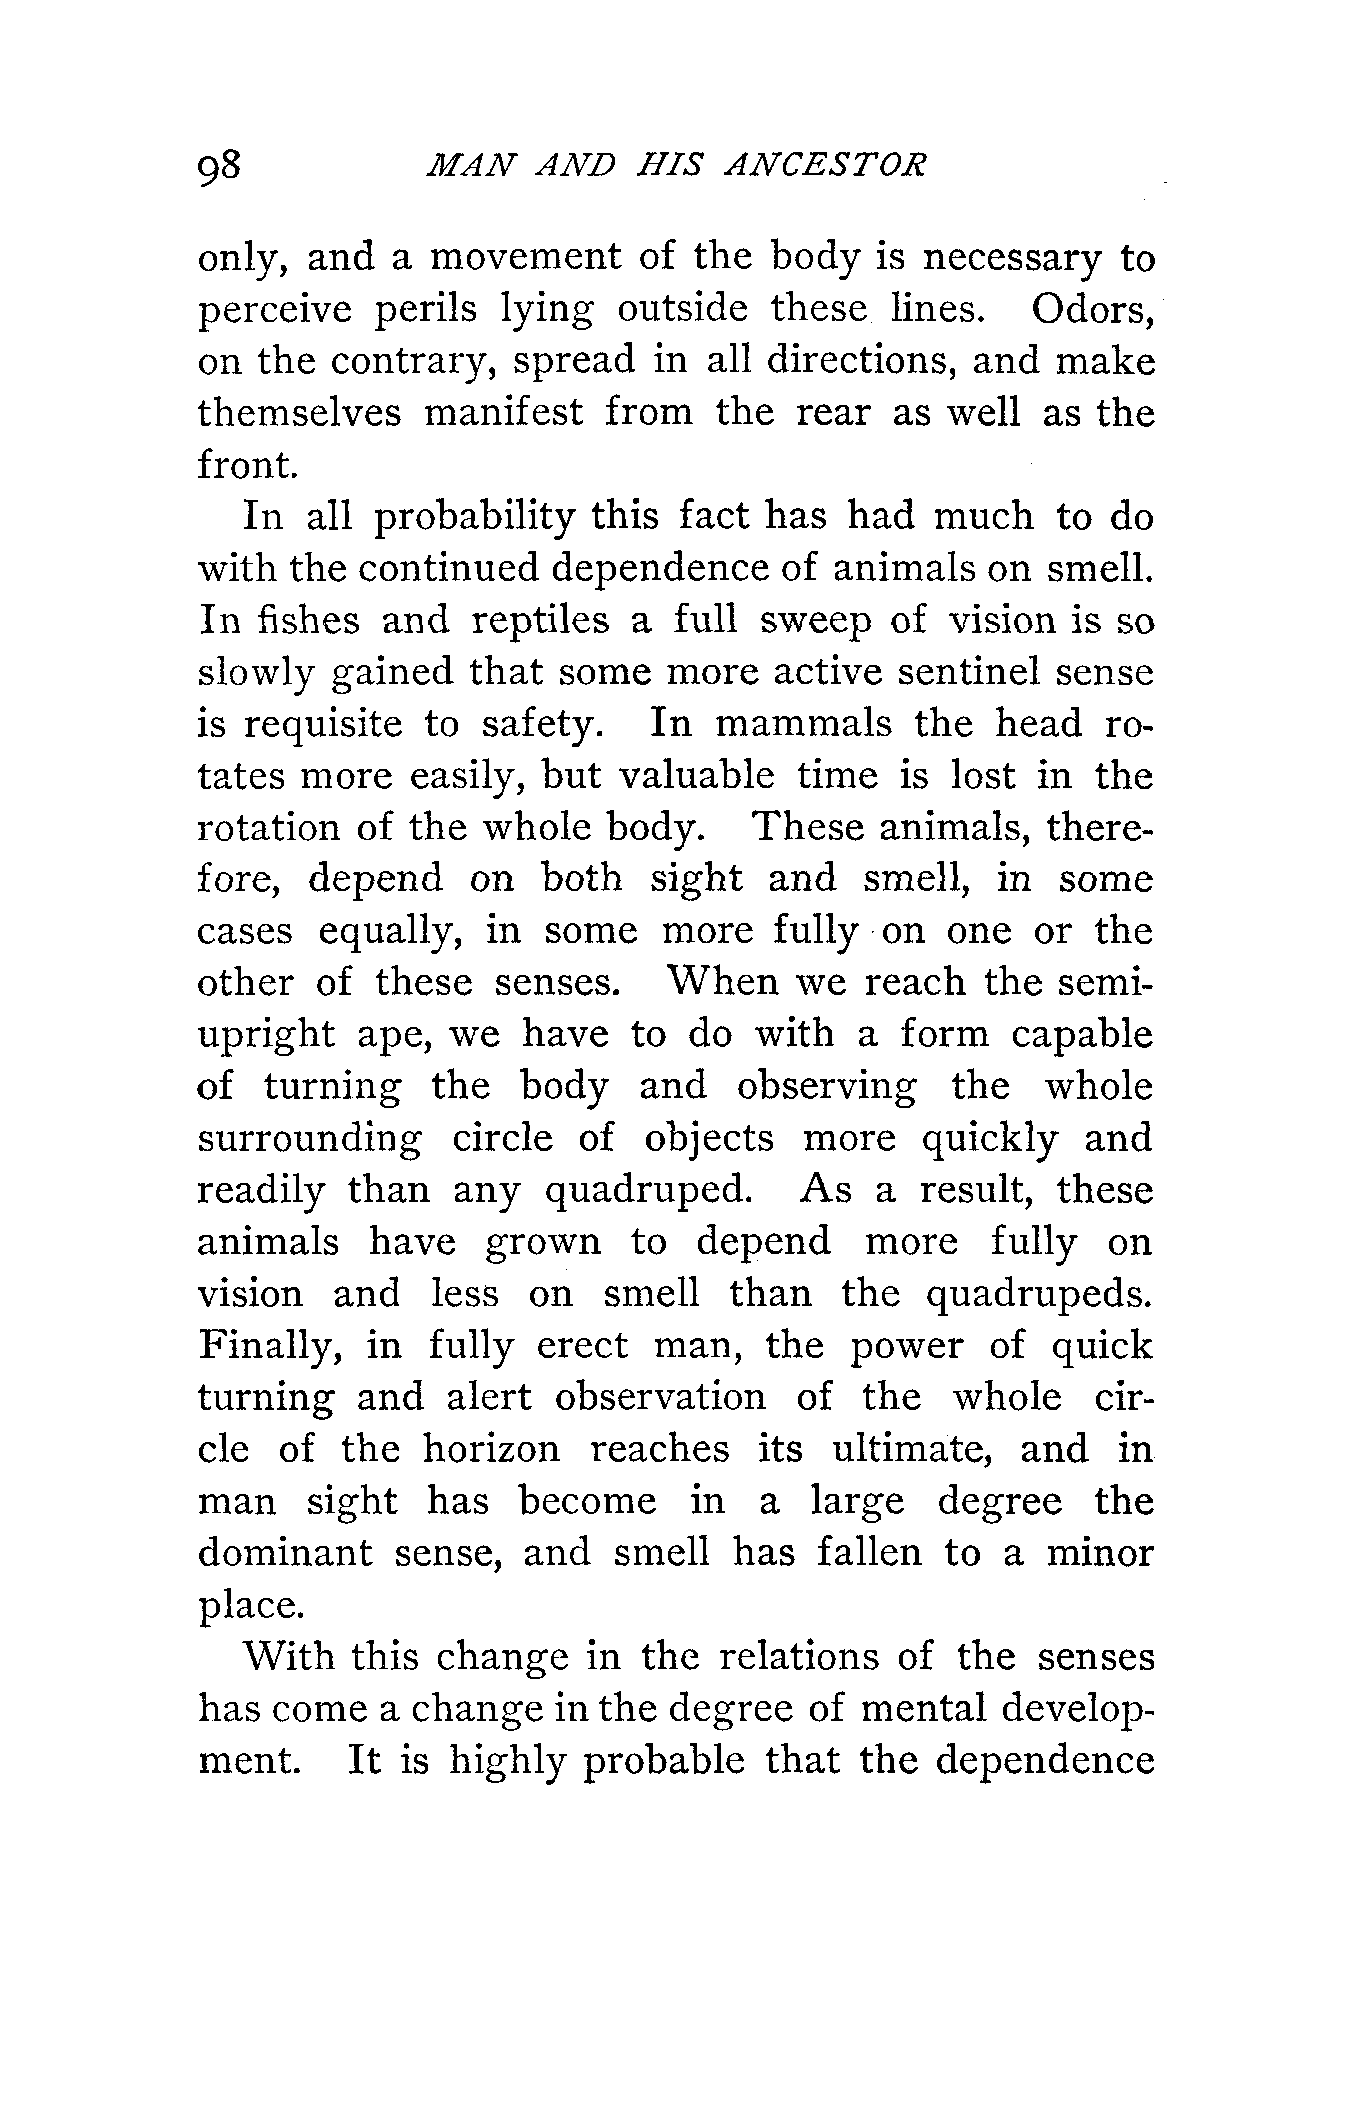 98 MAN AND HIS ANCESTOR
only, and a movement of the body is necessary to
perceive perils lying outside these lines. Odors,
on the contrary, spread in all directions, and make
themselves manifest from the rear as well as the
front.
In all probability this fact has had much to do
with the continued dependence of animals on smell.
In fishes and reptiles a full sweep of vision is so
slowly gained that some more active sentinel sense
is requisite to safety. In mammals the head ro-
tates more easily, but valuable time is lost in the
rotation of the whole body. These animals, there-
fore, depend on both sight and smell, in some
cases equally, in some more fully on one or the
other of these senses. When we reach the semi-
upright ape, we have to do with a form capable
of turning the body and observing the whole
surrounding circle of objects more quickly and
readily than any quadruped. As a result, these
animals have grown to depend more fully on
vision and less on smell than the quadrupeds.
Finally, in fully erect man, the power of quick
turning and alert observation of the whole cir-
cle of the horizon reaches its ultimate, and in
man sight has become in a large degree the
dominant sense, and smell has fallen to a minor
place.
With this change in the relations of the senses
has come a change in the degree of mental develop-
ment. It is highly probable that the dependence